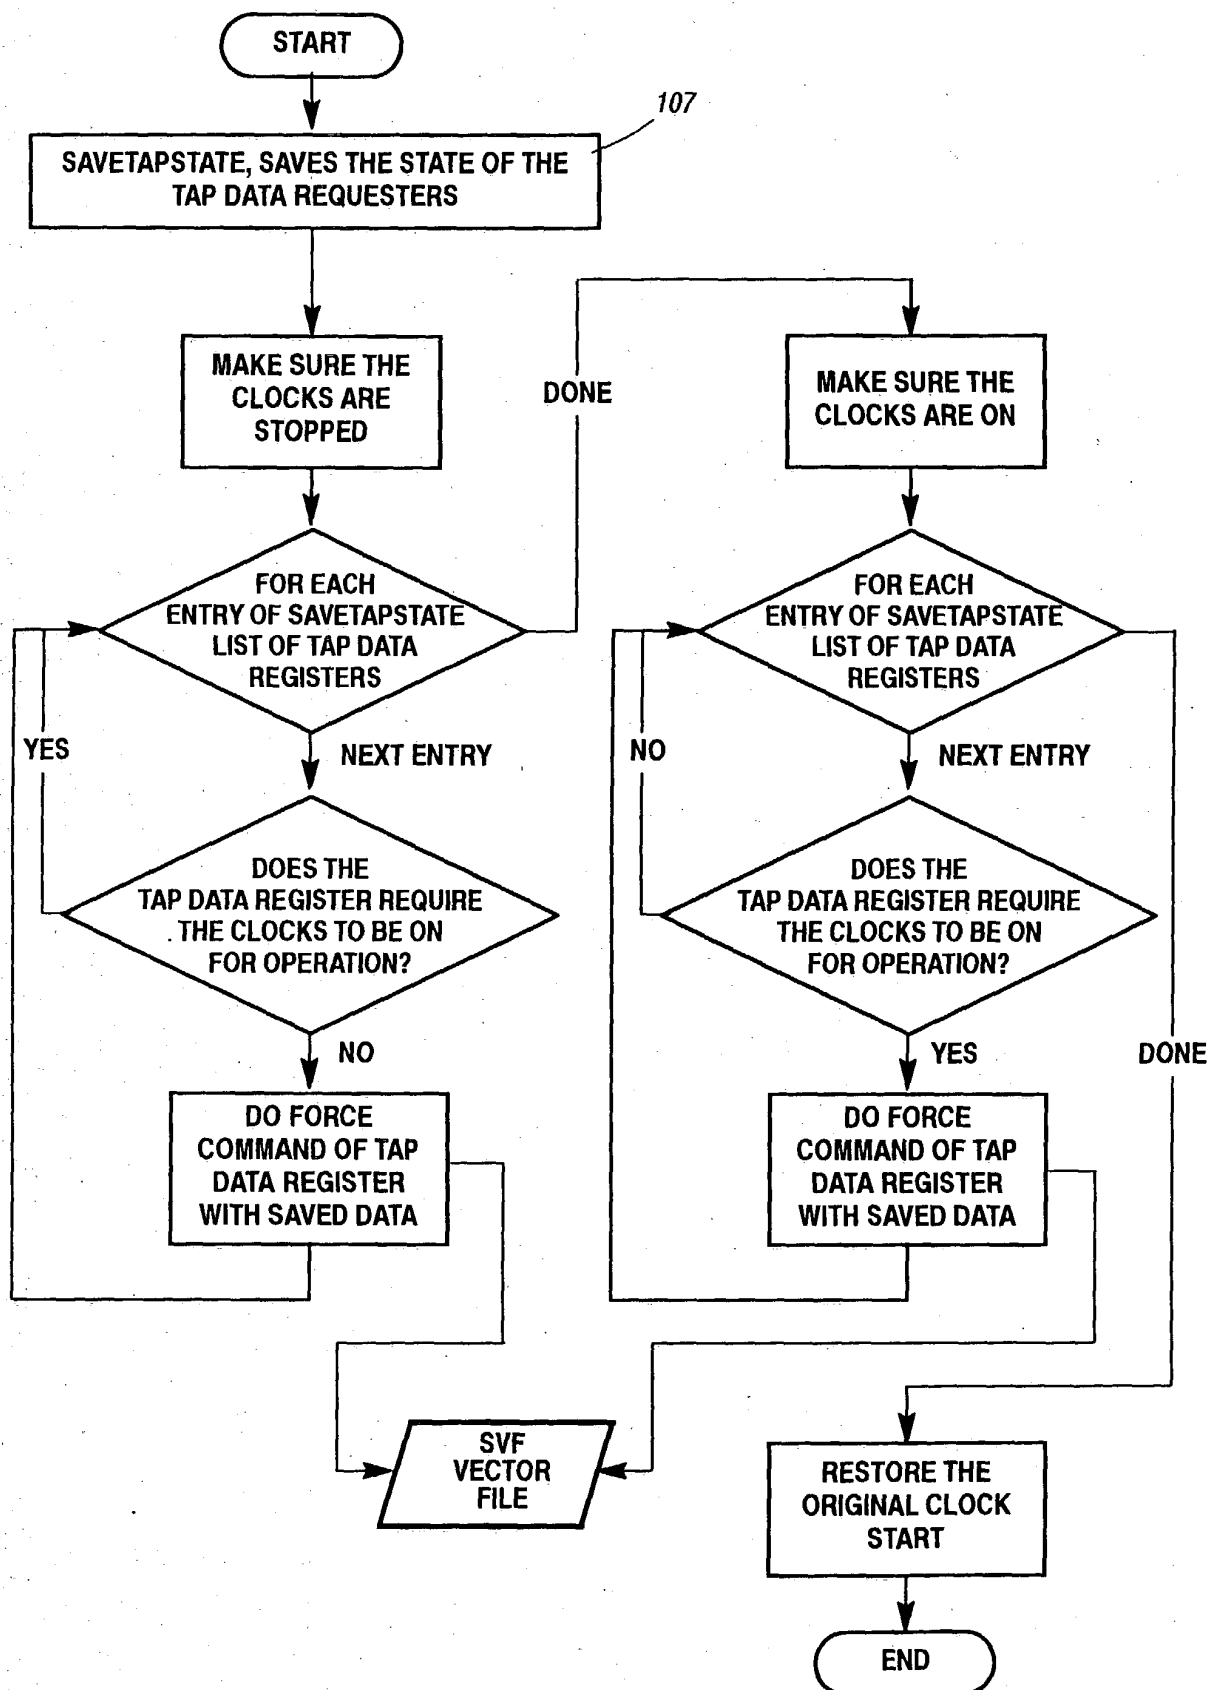 START
107
SAVETAPSTATE, SAVES THE STATE OF THE
TAP DATA REQUESTERS
MAKE SURE THE
CLOCKS ARE
STOPPED
DONE
MAKE SURE THE
CLOCKS ARE ON
FOR EACH
ENTRY OF SAVETAPSTATE
LIST OF TAP DATA
REGISTERS
FOR EACH
ENTRY OF SAVETAPSTATE
LIST OF TAP DATA
REGISTERS
YES
NEXT ENTRY
NO
NEXT ENTRY
DOES THE
TAP DATA REGISTER REQUIRE
THE CLOCKS TO BE ON
FOR OPERATION?
DOES THE
TAP DATA REGISTER REQUIRE
THE CLOCKS TO BE ON
FOR OPERATION?
NO
YES
DONE
DO FORCE
COMMAND OF TAP
DATA REGISTER
WITH SAVED DATA
DO FORCE
COMMAND OF TAP
DATA REGISTER
WITH SAVED DATA
SVF
VECTOR
FILE
RESTORE THE
ORIGINAL CLOCK
START
END